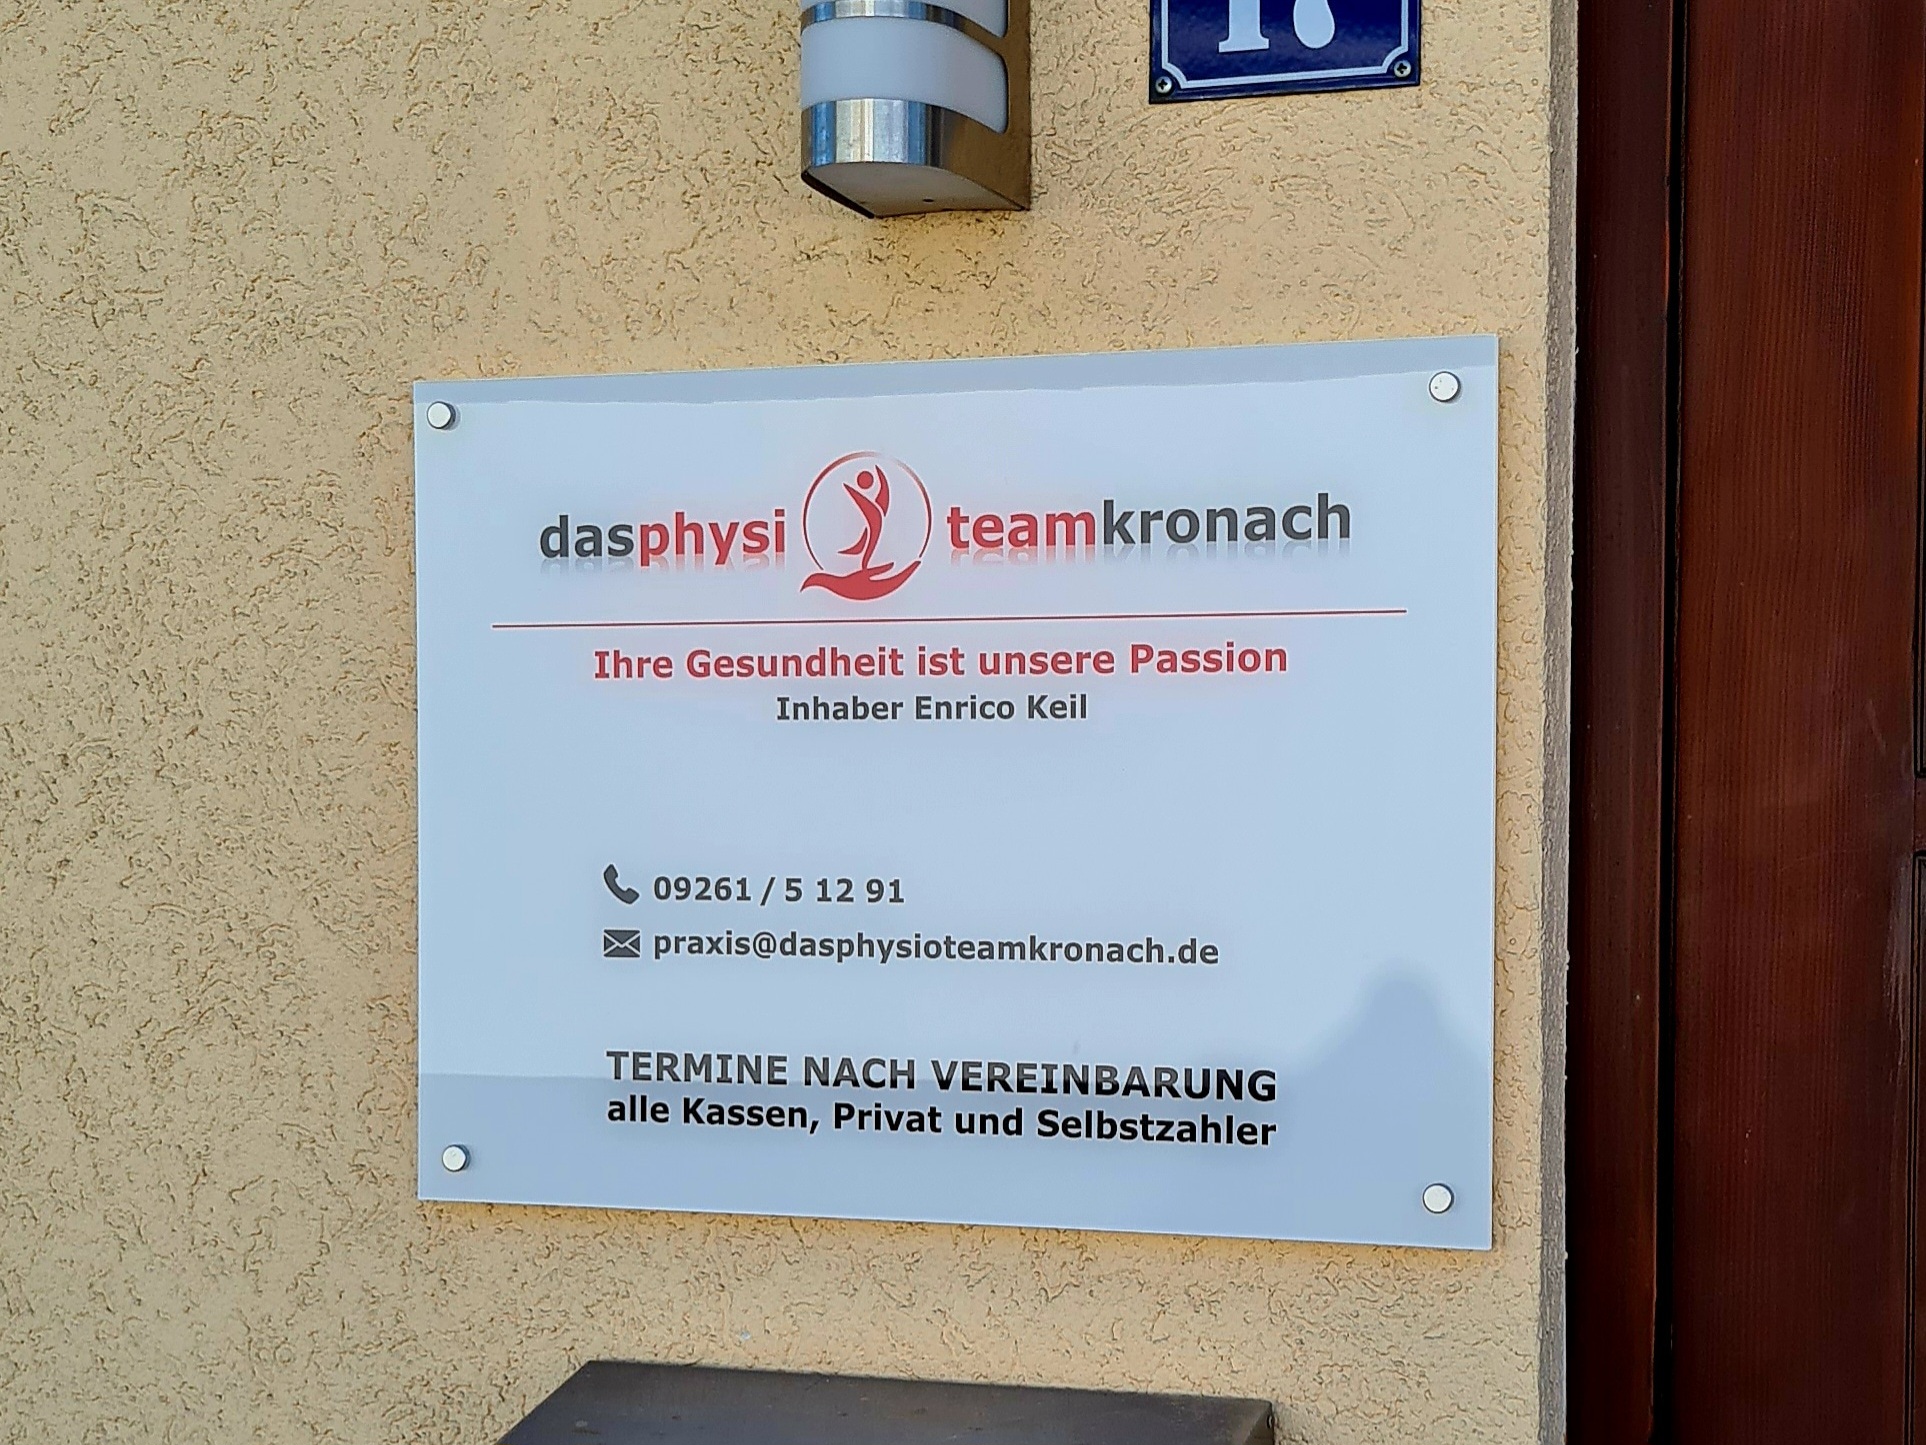 dasphysi teamkronach
Ihre Gesundheit ist unsere Passion
Inhaber Enrico Keil
09261 / 5 12 91
praxis@dasphysioteamkronach.de
TERMINE NACH VEREINBARUNG
alle Kassen, Privat und Selbstzahler